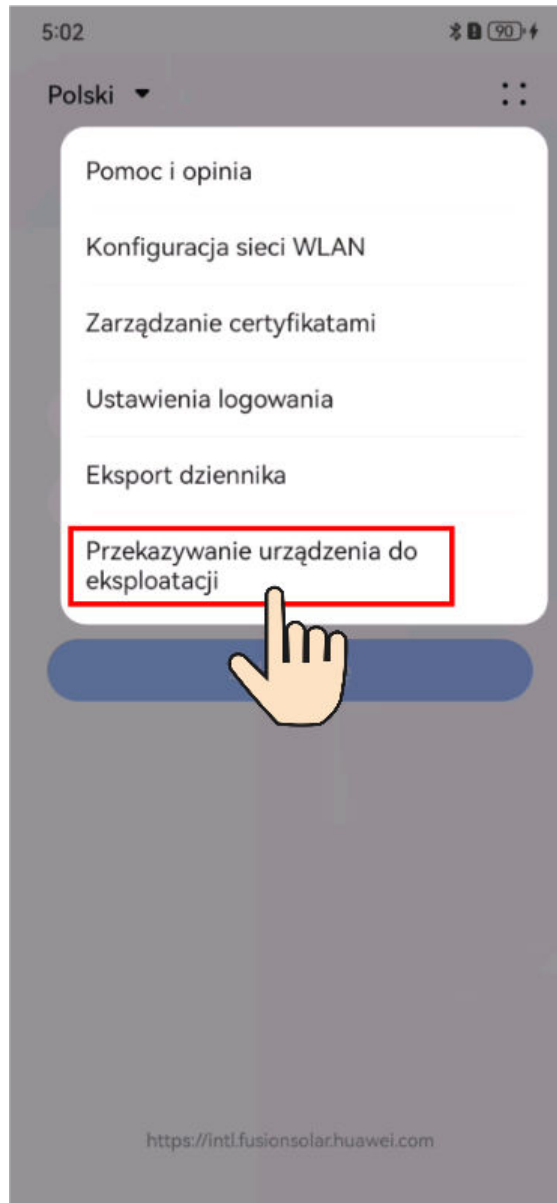 5:02
90
Polski
Pomoc i opinia
Konfiguracja sieci WLAN
Zarządzanie certyfikatami
Ustawienia logowania
Eksport dziennika
Przekazywanie urządzenia do
eksploatacji
https://intl.fusionsolar.huawei.com